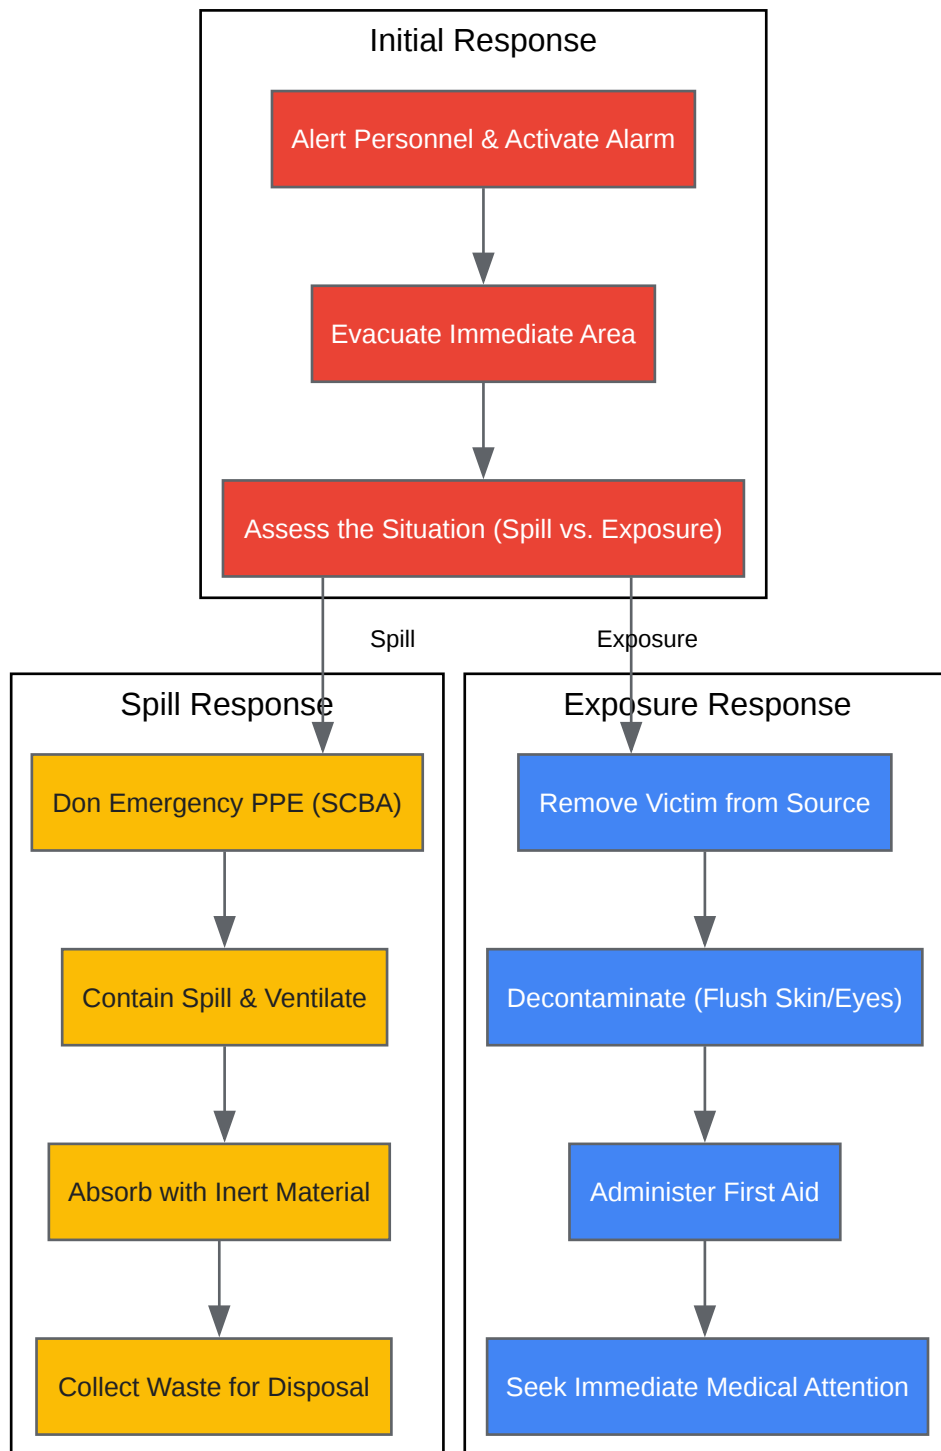 Initial Response
Alert Personnel & Activate Alarm
Evacuate Immediate Area
Assess the Situation (Spill vs. Exposure)
Spill
Exposure
Spill Response
Don Emergency PPE (SCBA)
Contain Spill & Ventilate
Absorb with Inert Material
Collect Waste for Disposal
Exposure Response
Remove Victim from Source
Decontaminate (Flush Skin/Eyes)
Administer First Aid
Seek Immediate Medical Attention